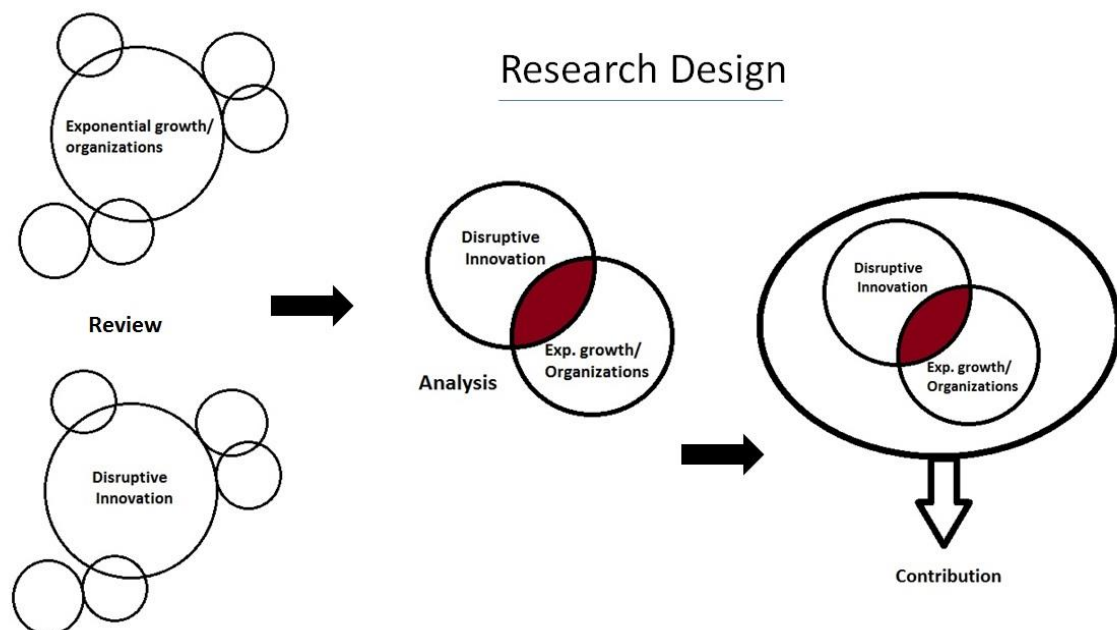 Research Design
Exponential growth/
organizations
Review
Disruptive
Innovation
Disruptive
Innovation
Exp. growth/
Organizations
Analysis
Disruptive
Innovation
Exp. growth/
Organizations
Contribution